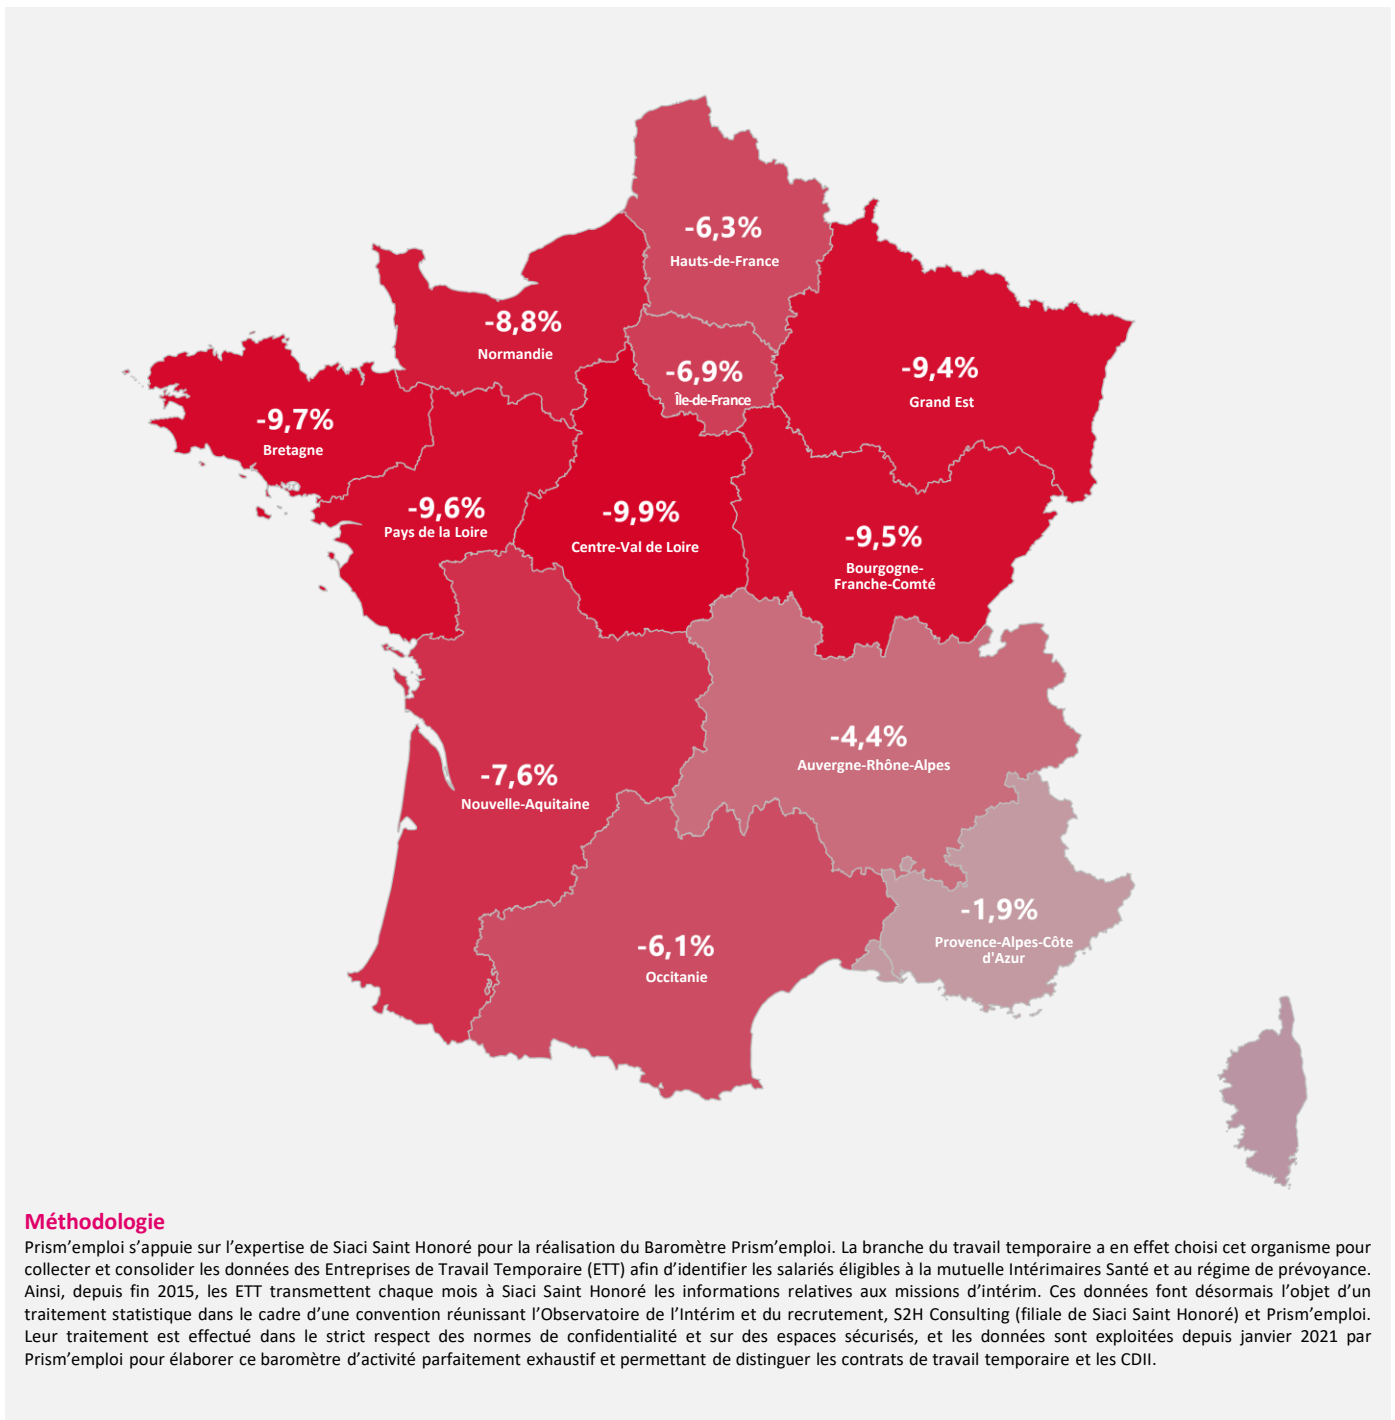 -6,3%
Hauts-de-France
-8,8%
Normandie
-6,9%
Île-de-France
-9,4%
Grand Est
-9,7%
Bretagne
-9,6%
Pays de la Loire
-9,9%
Centre-Val de Loire
-9,5%
Bourgogne-
Franche-Comté
-4,4%
Auvergne-Rhône-Alpes
-7,6%
Nouvelle-Aquitaine
-1,9%
Provence-Alpes-Côte
d'Azur
-6,1%
Occitanie
Méthodologie
Prism’emploi s’appuie sur l’expertise de Siaci Saint Honoré pour la réalisation du Baromètre Prism’emploi. La branche du travail temporaire a en effet choisi cet organisme pour
collecter et consolider les données des Entreprises de Travail Temporaire (ETT) afin d’identifier les salariés éligibles à la mutuelle Intérimaires Santé et au régime de prévoyance.
Ainsi, depuis fin 2015, les ETT transmettent chaque mois à Siaci Saint Honoré les informations relatives aux missions d’intérim. Ces données font désormais l’objet d’un
traitement statistique dans le cadre d’une convention réunissant l’Observatoire de l’Intérim et du recrutement, S2H Consulting (filiale de Siaci Saint Honoré) et Prism’emploi.
Leur traitement est effectué dans le strict respect des normes de confidentialité et sur des espaces sécurisés, et les données sont exploitées depuis janvier 2021 par
Prism’emploi pour élaborer ce baromètre d’activité parfaitement exhaustif et permettant de distinguer les contrats de travail temporaire et les CDII.